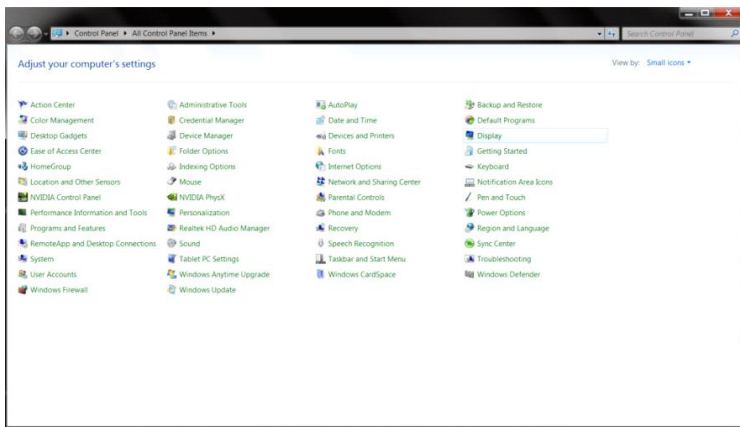 Control Panel ▸ All Control Panel Items ▸ Search Control Panel
Adjust your computer's settings View by: Small icons
Action Center Administrative Tools AutoPlay Backup and Restore
Color Management Credential Manager Date and Time Default Programs
Desktop Gadgets Device Manager Devices and Printers Display
Ease of Access Center Folder Options Fonts Getting Started
HomeGroup Indexing Options Internet Options Keyboard
Location and Other Sensors Mouse Network and Sharing Center Notification Area Icons
NVIDIA Control Panel NVIDIA PhysX Parental Controls Pen and Touch
Performance Information and Tools Personalization Phone and Modem Power Options
Programs and Features Realtek HD Audio Manager Recovery Region and Language
RemoteApp and Desktop Connections Sound Speech Recognition Sync Center
System Tablet PC Settings Taskbar and Start Menu Troubleshooting
User Accounts Windows Anytime Upgrade Windows CardSpace Windows Defender
Windows Firewall Windows Update